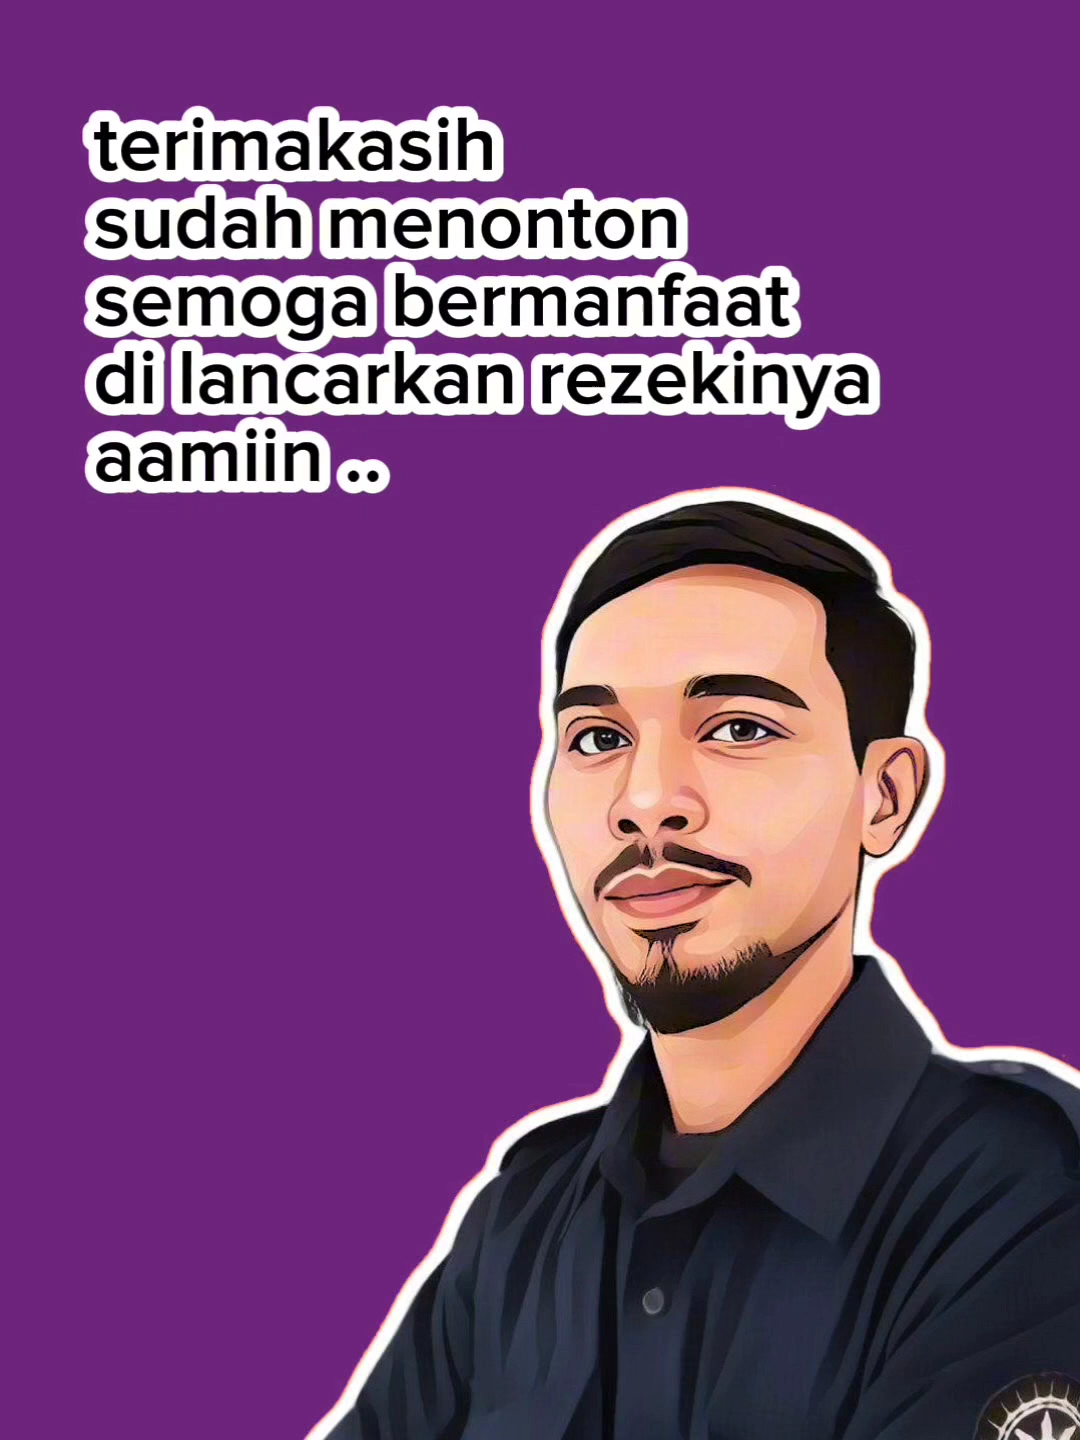 terimakasih
sudah menonton
semoga bermanfaat
di lancarkan rezekinya
aamiin ..